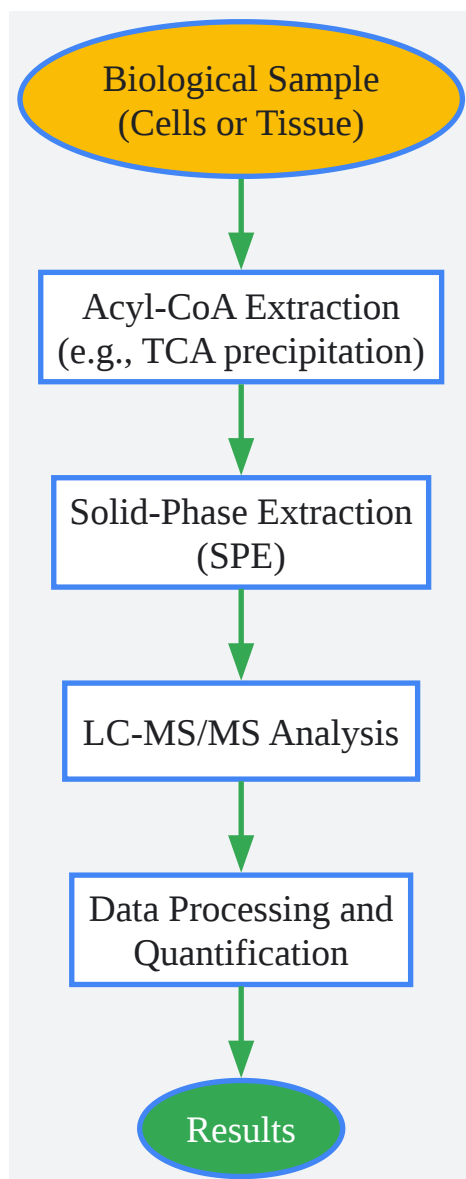 Biological Sample
(Cells or Tissue)
Acyl-CoA Extraction
(e.g., TCA precipitation)
Solid-Phase Extraction
(SPE)
LC-MS/MS Analysis
Data Processing and
Quantification
Results